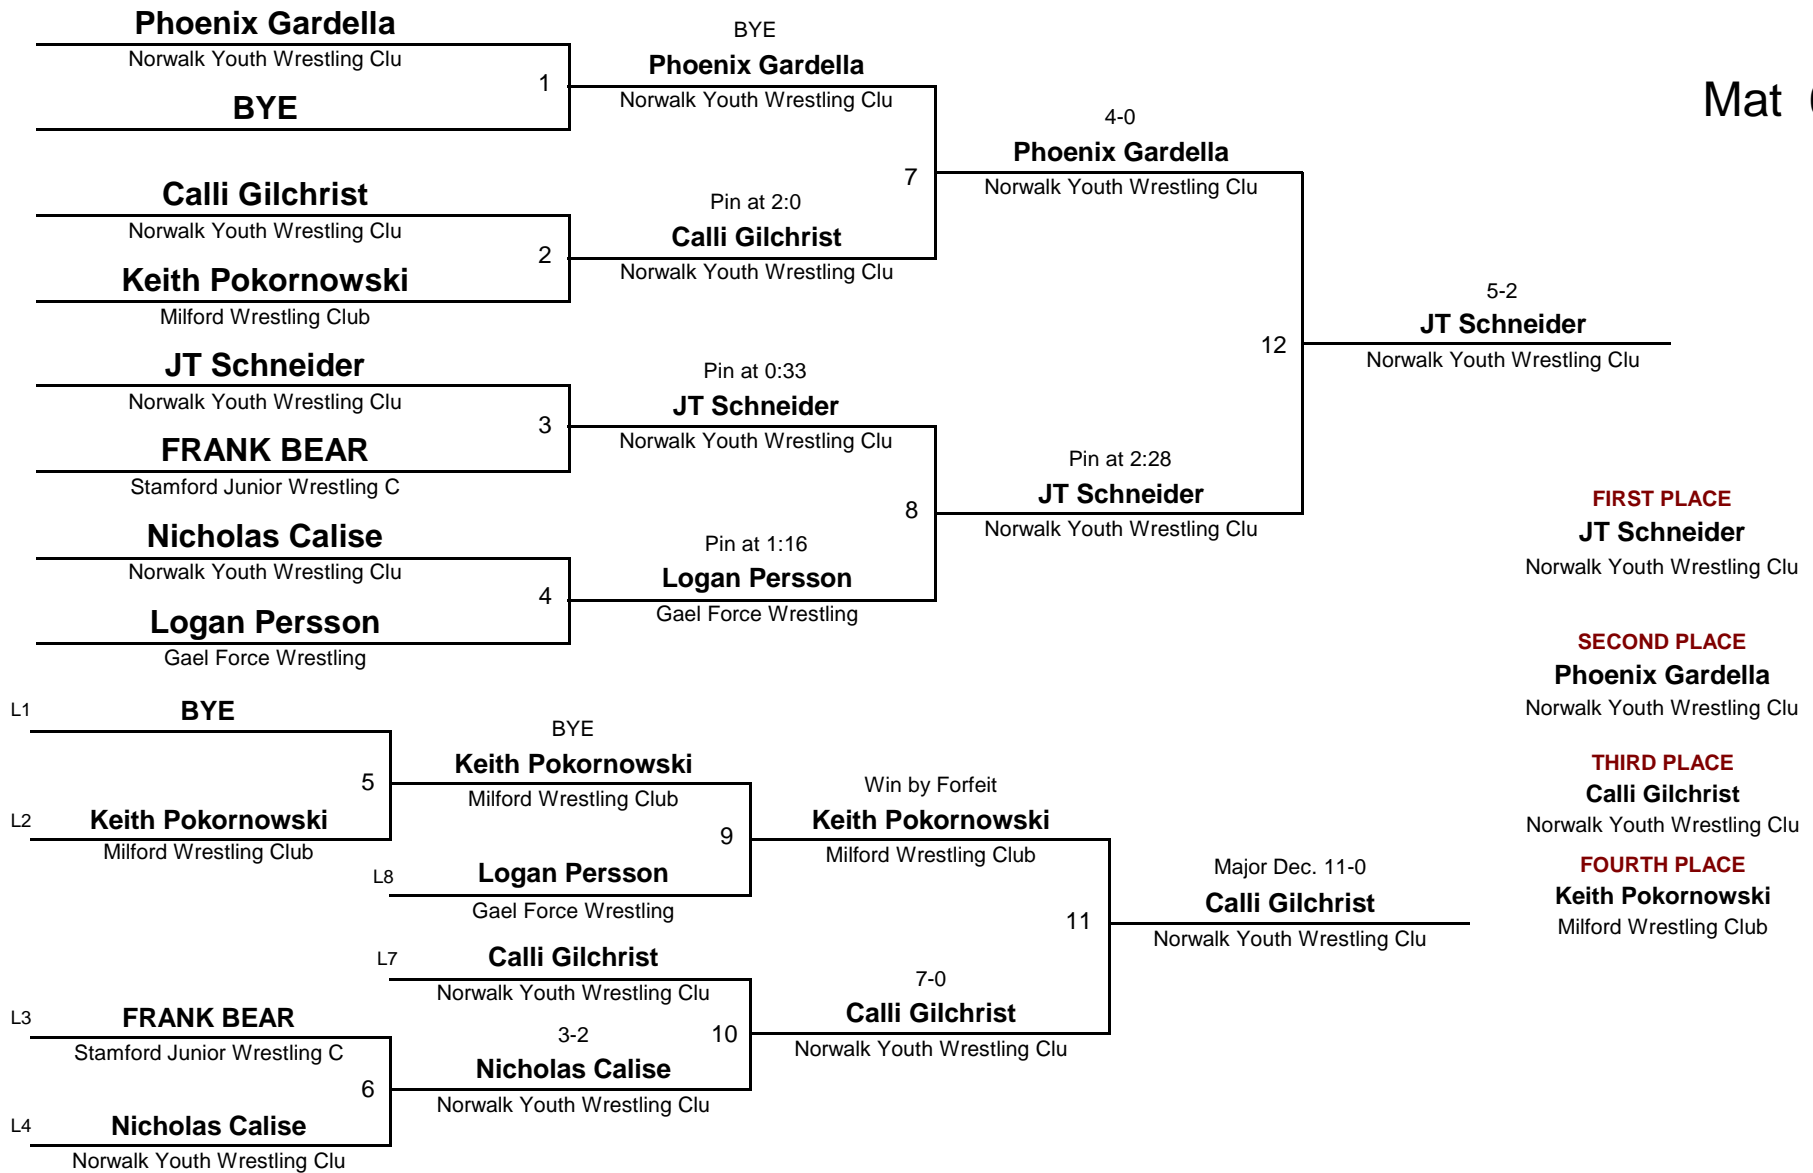 Phoenix Gardella
Norwalk Youth Wrestling Clu
1
BYE
BYE
Phoenix Gardella
Norwalk Youth Wrestling Clu
Mat
Calli Gilchrist
Norwalk Youth Wrestling Clu
2
Keith Pokornowski
Milford Wrestling Club
Pin at 2:0
Calli Gilchrist
Norwalk Youth Wrestling Clu
7
4-0
Phoenix Gardella
Norwalk Youth Wrestling Clu
JT Schneider
Norwalk Youth Wrestling Clu
3
FRANK BEAR
Stamford Junior Wrestling C
Pin at 0:33
JT Schneider
Norwalk Youth Wrestling Clu
Nicholas Calise
Norwalk Youth Wrestling Clu
4
Logan Persson
Gael Force Wrestling
Pin at 1:16
Logan Persson
Gael Force Wrestling
8
Pin at 2:28
JT Schneider
Norwalk Youth Wrestling Clu
12
5-2
JT Schneider
Norwalk Youth Wrestling Clu
FIRST PLACE
JT Schneider
Norwalk Youth Wrestling Clu
SECOND PLACE
Phoenix Gardella
Norwalk Youth Wrestling Clu
THIRD PLACE
Calli Gilchrist
Norwalk Youth Wrestling Clu
FOURTH PLACE
Keith Pokornowski
Milford Wrestling Club
L1
BYE
5
L2
Keith Pokornowski
Milford Wrestling Club
BYE
Keith Pokornowski
Milford Wrestling Club
9
L8
Logan Persson
Gael Force Wrestling
Win by Forfeit
Keith Pokornowski
Milford Wrestling Club
L7
Calli Gilchrist
Norwalk Youth Wrestling Clu
10
L3
FRANK BEAR
Stamford Junior Wrestling C
6
L4
Nicholas Calise
Norwalk Youth Wrestling Clu
3-2
Nicholas Calise
Norwalk Youth Wrestling Clu
7-0
Calli Gilchrist
Norwalk Youth Wrestling Clu
11
Major Dec. 11-0
Calli Gilchrist
Norwalk Youth Wrestling Clu